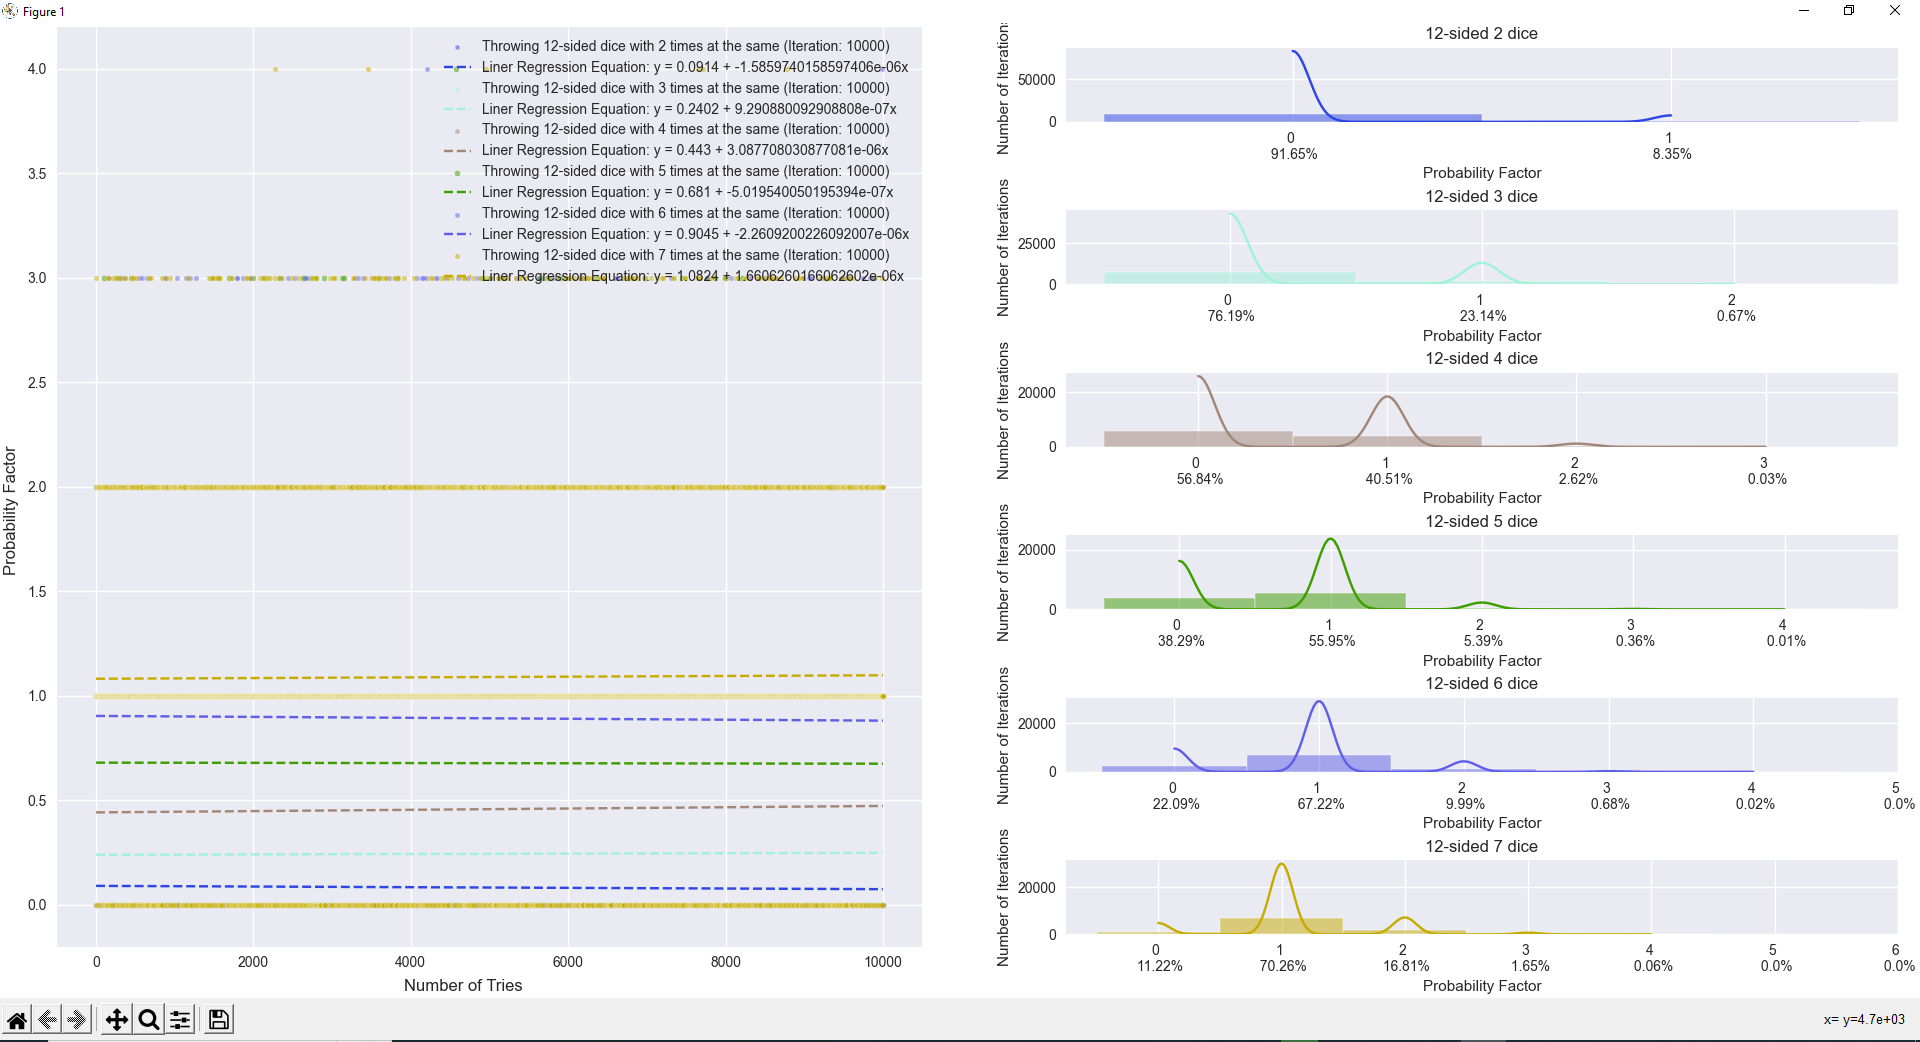 Figure 1
4.0
3.5
3.0
2.5
2.0
1.5
1.0
0.5
0.0
Probability Factor
0
2000
4000
6000
8000
10000
Number of Tries
Throwing 12-sided dice with 2 times at the same (Iteration: 10000)
Liner Regression Equation: y = 0.0914 + -1.5859740158597406e-06x
Throwing 12-sided dice with 3 times at the same (Iteration: 10000)
Liner Regression Equation: y = 0.2402 + 9.290880092908808e-07x
Throwing 12-sided dice with 4 times at the same (Iteration: 10000)
Liner Regression Equation: y = 0.443 + 3.087708030877081e-06x
Throwing 12-sided dice with 5 times at the same (Iteration: 10000)
Liner Regression Equation: y = 0.681 + -5.019540050195394e-07x
Throwing 12-sided dice with 6 times at the same (Iteration: 10000)
Liner Regression Equation: y = 0.9045 + -2.2609200226092007e-06x
Throwing 12-sided dice with 7 times at the same (Iteration: 10000)
Liner Regression Equation: y = 1.0824 + 1.6606260166062602e-06x
12-sided 2 dice
Number of Iterations
50000
0
0 1
91.65% 8.35%
Probability Factor
12-sided 3 dice
Number of Iterations
25000
0
0 1 2
76.19% 23.14% 0.67%
Probability Factor
12-sided 4 dice
Number of Iterations
20000
0
0 1 2 3
56.84% 40.51% 2.62% 0.03%
Probability Factor
12-sided 5 dice
Number of Iterations
20000
0
0 1 2 3 4
38.29% 55.95% 5.39% 0.36% 0.01%
Probability Factor
12-sided 6 dice
Number of Iterations
20000
0
0 1 2 3 4 5
22.09% 67.22% 9.99% 0.68% 0.02% 0.0%
Probability Factor
12-sided 7 dice
Number of Iterations
20000
0
0 1 2 3 4 5 6
11.22% 70.26% 16.81% 1.65% 0.06% 0.0% 0.0%
Probability Factor
x= y=4.7e+03